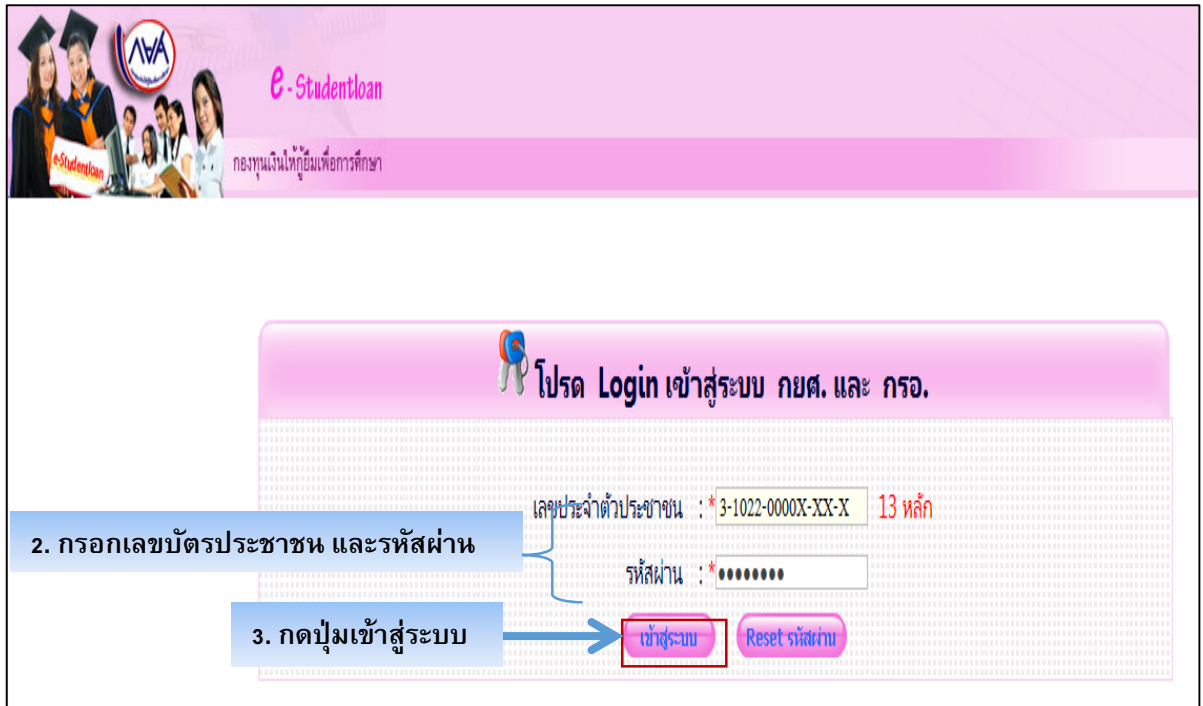 e - Studentloan
กองทุนเงินให้กู้ยืมเพื่อการศึกษา
e-Studentloan
โปรด Login เข้าสู่ระบบ กยศ. และ กรอ.
เลขประจำตัวประชาชน : * 3-1022-0000X-XX-X 13 หลัก
2. กรอกเลขบัตรประชาชน และรหัสผ่าน
รหัสผ่าน : * ••••••••
3. กดปุ่มเข้าสู่ระบบ
เข้าสู่ระบบ Reset รหัสผ่าน